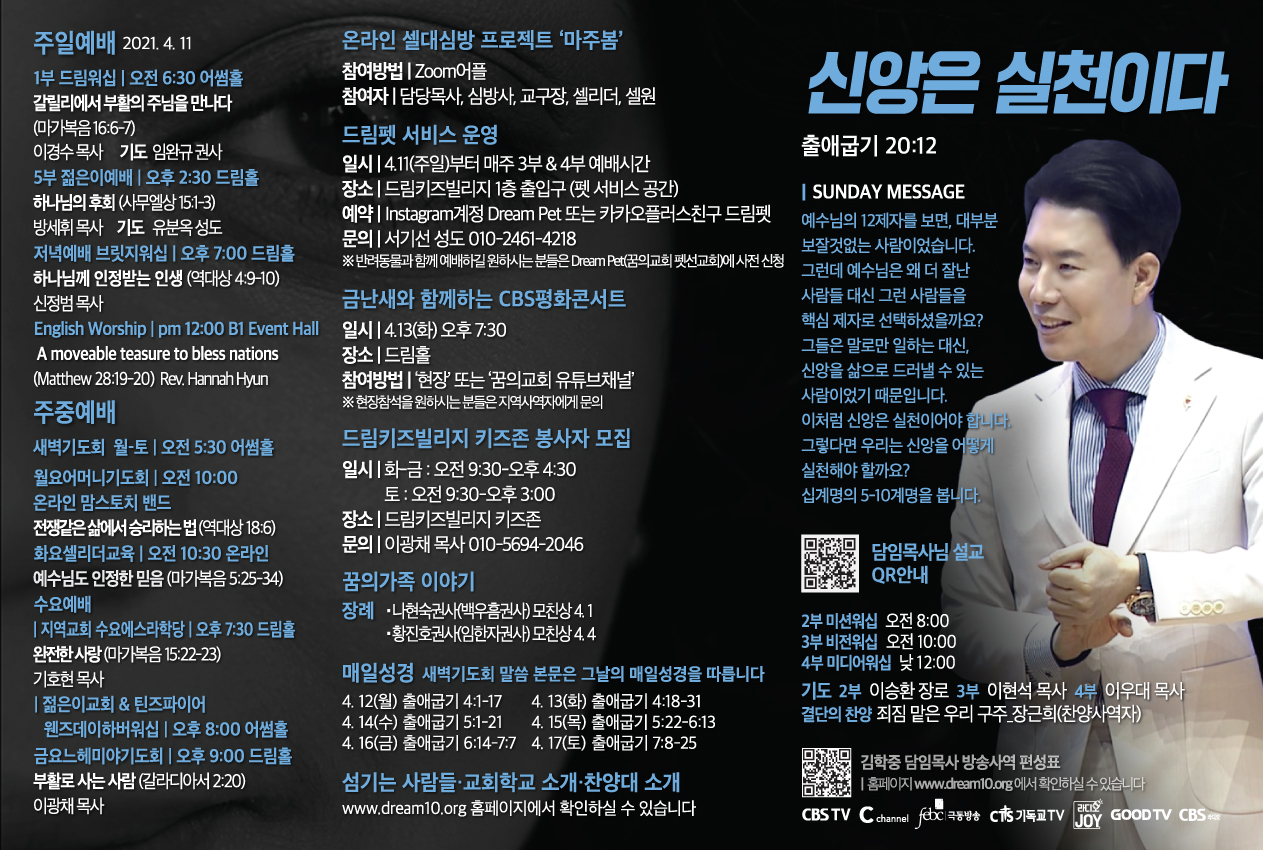 주일예배 2021. 4. 11
1부 드림워십 | 오전 6:30 어썸홀
갈릴리에서 부활의 주님을 만나다
(마가복음 16:6-7)
이경수 목사 기도 임완규 권사
5부 젊은이예배 | 오후 2:30 드림홀
하나님의 후회 (사무엘상 15:1-3)
방세휘 목사 기도 유분옥 성도
저녁예배 브릿지워십 | 오후 7:00 드림홀
하나님께 인정받는 인생 (역대상 4:9-10)
신정범 목사
English Worship | pm 12:00 B1 Event Hall
A moveable teasure to bless nations
(Matthew 28:19-20) Rev. Hannah Hyun
주중예배
새벽기도회 월-토 | 오전 5:30 어썸홀
월요어머니기도회 | 오전 10:00
온라인 맘스토치 밴드
전쟁같은 삶에서 승리하는 법 (역대상 18:6)
화요셀리더교육 | 오전 10:30 온라인
예수님도 인정한 믿음 (마가복음 5:25-34)
수요예배
| 지역교회 수요에스라학당 | 오후 7:30 드림홀
완전한 사랑 (마가복음 15:22-23)
기호현 목사
| 젊은이교회 & 틴즈파이어
웬즈데이하버워십 | 오후 8:00 어썸홀
금요느헤미야기도회 | 오후 9:00 드림홀
부활로 사는 사람 (갈라디아서 2:20)
이광채 목사
온라인 셀대심방 프로젝트 '마주봄'
참여방법 | Zoom어플
참여자 | 담당목사, 심방사, 교구장, 셀리더, 셀원
드림펫 서비스 운영
일시 | 4.11(주일)부터 매주 3부 & 4부 예배시간
장소 | 드림키즈빌리지 1층 출입구 (펫 서비스 공간)
예약 | Instagram계정 Dream Pet 또는 카카오플러스친구 드림펫
문의 | 서기선 성도 010-2461-4218
※ 반려동물과 함께 예배하길 원하시는 분들은 Dream Pet(꿈의교회 펫선교회)에 사전 신청
금난새와 함께하는 CBS평화콘서트
일시 | 4.13(화) 오후 7:30
장소 | 드림홀
참여방법 | '현장' 또는 '꿈의교회 유튜브채널'
※ 현장참석을 원하시는 분들은 지역사역자에게 문의
드림키즈빌리지 키즈존 봉사자 모집
일시 | 화-금 : 오전 9:30-오후 4:30
토 : 오전 9:30-오후 3:00
장소 | 드림키즈빌리지 키즈존
문의 | 이광채 목사 010-5694-2046
꿈의가족 이야기
장례 ·나현숙권사(백우흠권사) 모친상 4. 1
·황진호권사(임한자권사) 모친상 4. 4
매일성경 새벽기도회 말씀 본문은 그날의 매일성경을 따릅니다
4. 12(월) 출애굽기 4:1-17 4. 13(화) 출애굽기 4:18-31
4. 14(수) 출애굽기 5:1-21 4. 15(목) 출애굽기 5:22-6:13
4. 16(금) 출애굽기 6:14-7:7 4. 17(토) 출애굽기 7:8-25
섬기는 사람들·교회학교 소개·찬양대 소개
www.dream10.org 홈페이지에서 확인하실 수 있습니다
신앙은 실천이다
출애굽기 20:12
| SUNDAY MESSAGE
예수님의 12제자를 보면, 대부분
보잘것없는 사람이었습니다.
그런데 예수님은 왜 더 잘난
사람들 대신 그런 사람들을
핵심 제자로 선택하셨을까요?
그들은 말로만 일하는 대신,
신앙을 삶으로 드러낼 수 있는
사람이었기 때문입니다.
이처럼 신앙은 실천이어야 합니다.
그렇다면 우리는 신앙을 어떻게
실천해야 할까요?
십계명의 5-10계명을 봅니다.
담임목사님 설교
QR안내
2부 미션워십 오전 8:00
3부 비전워십 오전 10:00
4부 미디어워십 낮 12:00
기도 2부 이승환 장로 3부 이현석 목사 4부 이우대 목사
결단의 찬양 죄짐 맡은 우리 구주_장근희(찬양사역자)
김학중 담임목사 방송사역 편성표
| 홈페이지 www.dream10.org 에서 확인하실 수 있습니다
CBS TV C channel febc 극동방송 CTS 기독교TV 라디오 JOY GOOD TV CBS